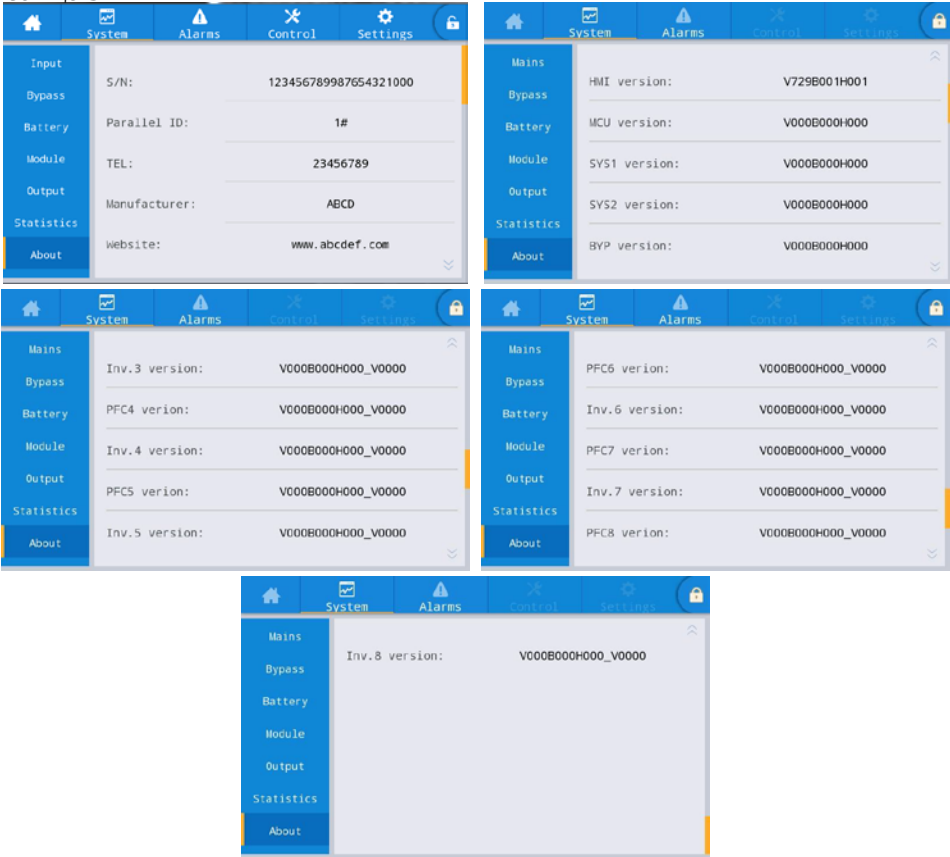 System Alarms Control Settings
Input
Bypass
Battery
Module
Output
Statistics
About
S/N: 123456789987654321000
Parallel ID: 1#
TEL: 23456789
Manufacturer: ABCD
Website: www.abcdef.com
System Alarms Control Settings
Mains
Bypass
Battery
Module
Output
Statistics
About
HMI version: V729B001H001
MCU version: V000B000H000
SYS1 version: V000B000H000
SYS2 version: V000B000H000
BYP version: V000B000H000
System Alarms Control Settings
Mains
Bypass
Battery
Module
Output
Statistics
About
Inv.3 version: V000B000H000_V0000
PFC4 verion: V000B000H000_V0000
Inv.4 version: V000B000H000_V0000
PFC5 verion: V000B000H000_V0000
Inv.5 version: V000B000H000_V0000
System Alarms Control Settings
Mains
Bypass
Battery
Module
Output
Statistics
About
PFC6 verion: V000B000H000_V0000
Inv.6 version: V000B000H000_V0000
PFC7 verion: V000B000H000_V0000
Inv.7 version: V000B000H000_V0000
PFC8 verion: V000B000H000_V0000
System Alarms Control Settings
Mains
Bypass
Battery
Module
Output
Statistics
About
Inv.8 version: V000B000H000_V0000